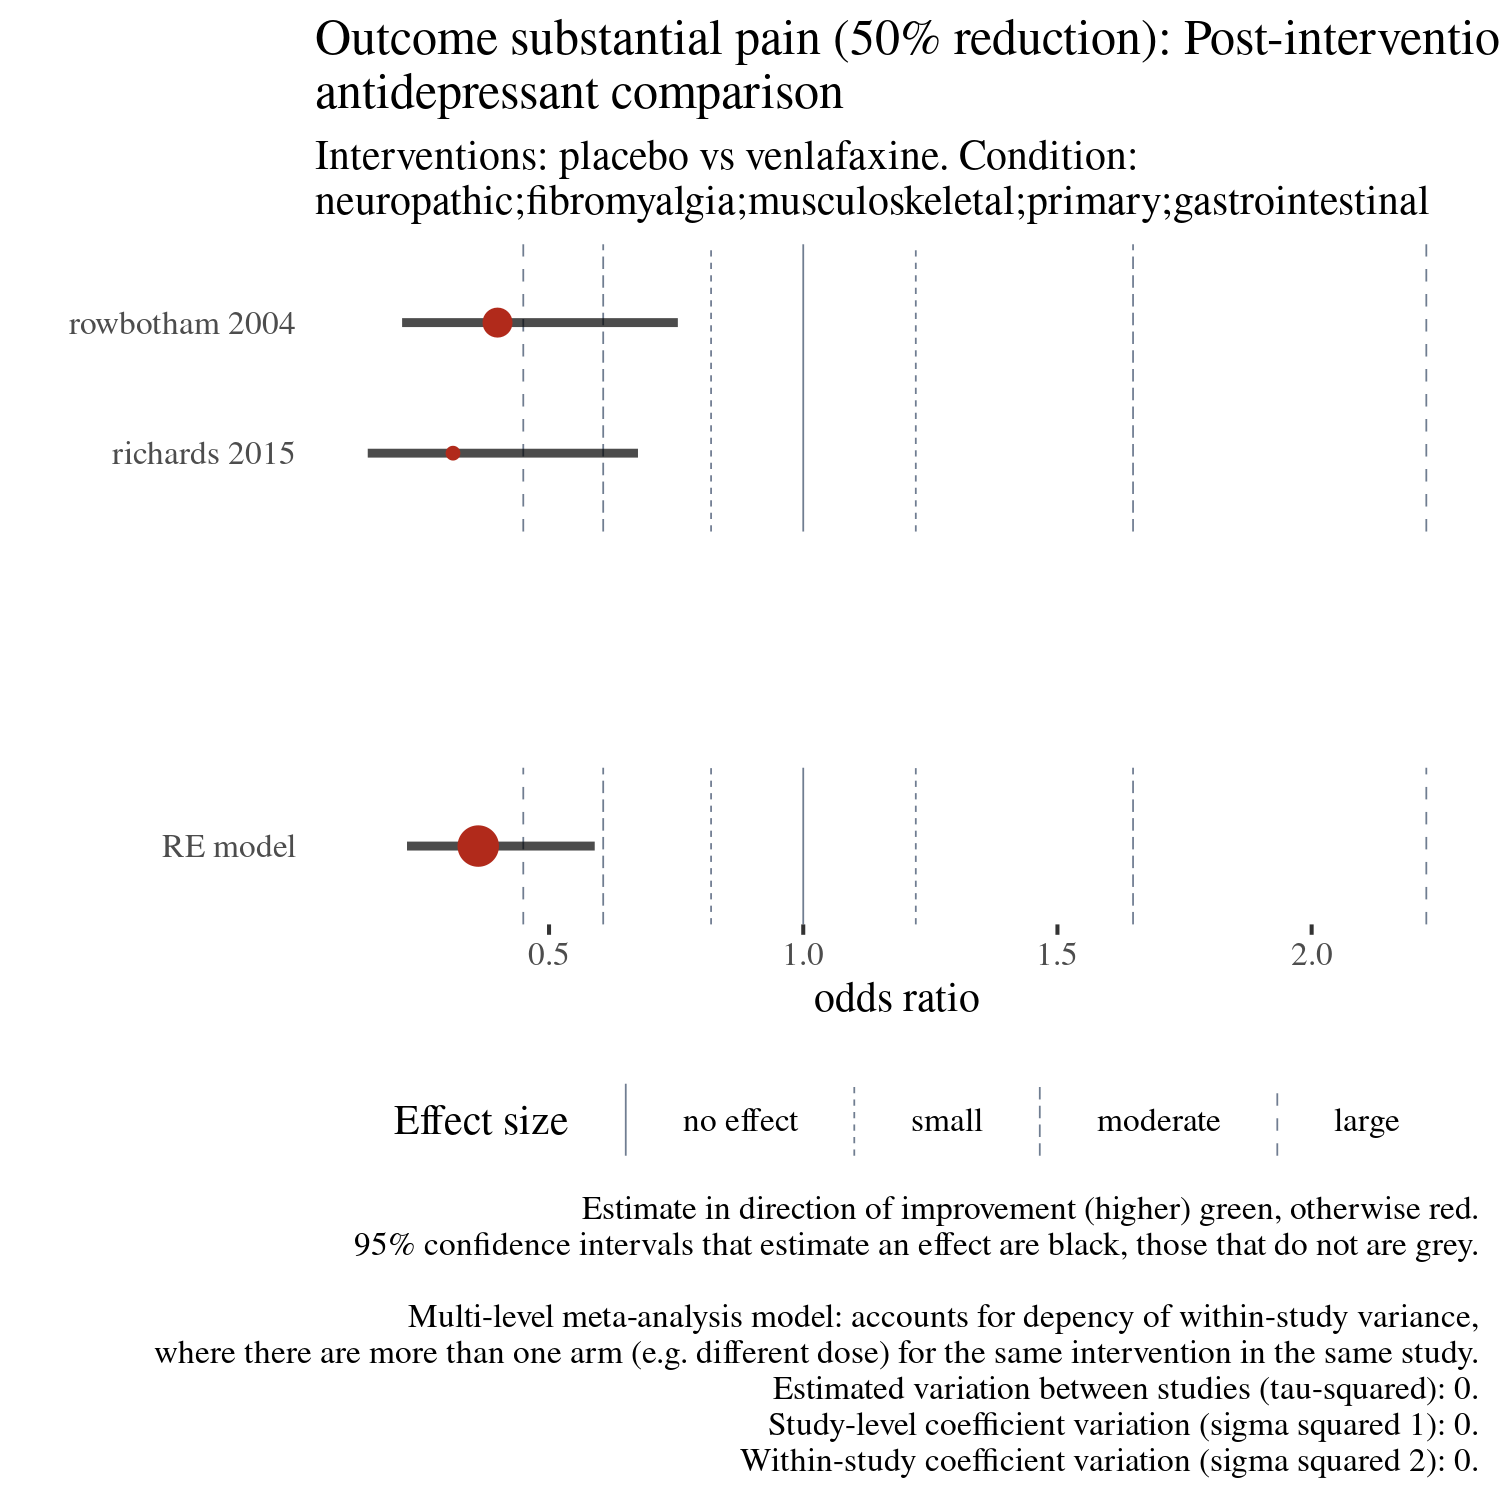 Outcome substantial pain (50% reduction): Post-interventio
antidepressant comparison
Interventions: placebo vs venlafaxine. Condition:
neuropathic;fibromyalgia;musculoskeletal;primary;gastrointestinal
rowbotham 2004
richards 2015
RE model
0.5 1.0 1.5 2.0
odds ratio
Effect size no effect small moderate large
Estimate in direction of improvement (higher) green, otherwise red.
95% confidence intervals that estimate an effect are black, those that do not are grey.
Multi-level meta-analysis model: accounts for depency of within-study variance,
where there are more than one arm (e.g. different dose) for the same intervention in the same study.
Estimated variation between studies (tau-squared): 0.
Study-level coefficient variation (sigma squared 1): 0.
Within-study coefficient variation (sigma squared 2): 0.